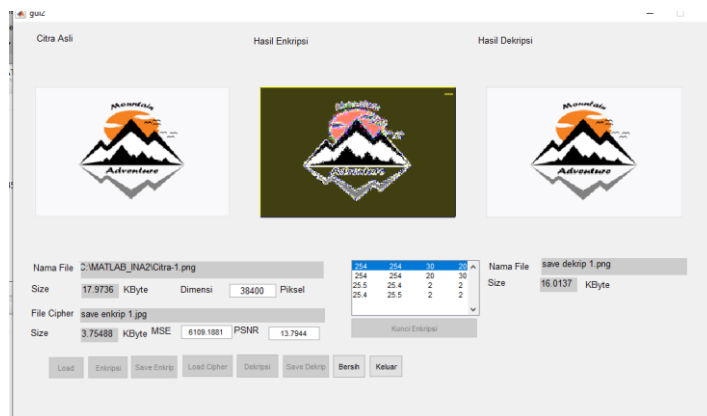 gui2
Citra Asli
Hasil Enkripsi
Hasil Dekripsi
Mountain
Adventure
Adventure
Mountain
Adventure
Nama File C:\MATLAB_INA2\Citra-1.png
Size 17.9736 KByte Dimensi 38400 Piksel
File Cipher save enkrip 1.jpg
Size 3.75488 KByte MSE 6109.1881 PSNR 13.7944
254 254 30 20
254 254 20 30
25.5 25.4 2 2
25.4 25.5 2 2
Kunci Enkripsi
Nama File save dekrip 1.png
Size 16.0137 KByte
Load Enkripsi Save Enkrip Load Cipher Dekripsi Save Dekrip Bersih Keluar